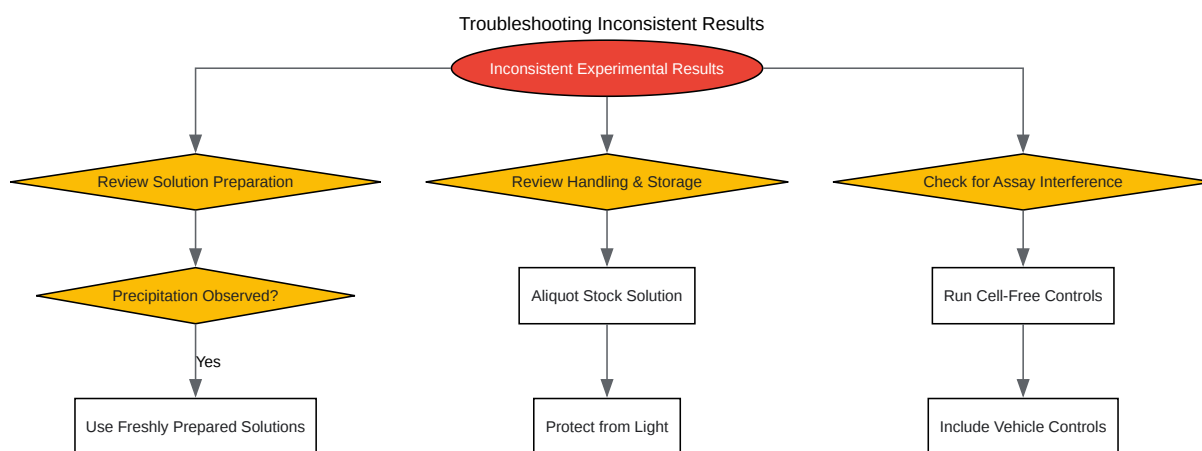 Troubleshooting Inconsistent Results
Inconsistent Experimental Results
Review Solution Preparation
Review Handling & Storage
Check for Assay Interference
Precipitation Observed?
Aliquot Stock Solution
Run Cell-Free Controls
Yes
Use Freshly Prepared Solutions
Protect from Light
Include Vehicle Controls